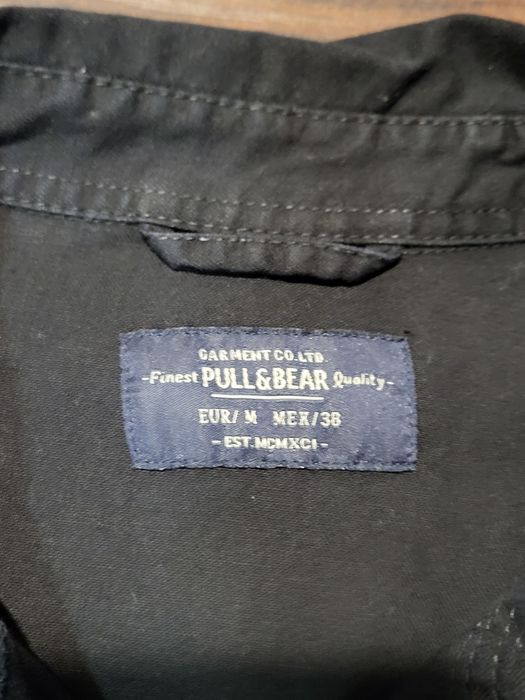 GARMENT CO.LTD.
-Finest PULL&BEAR Quality-
EUR/ M MEX/38
- EST.MCMXCI -